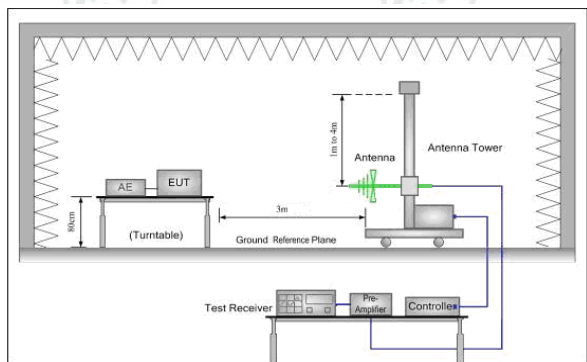 1m to 4m
Antenna
Antenna Tower
AE
EUT
80cm
(Turntable)
3m
Ground Reference Plane
Test Receiver
Pre-
Amplifier
Controller